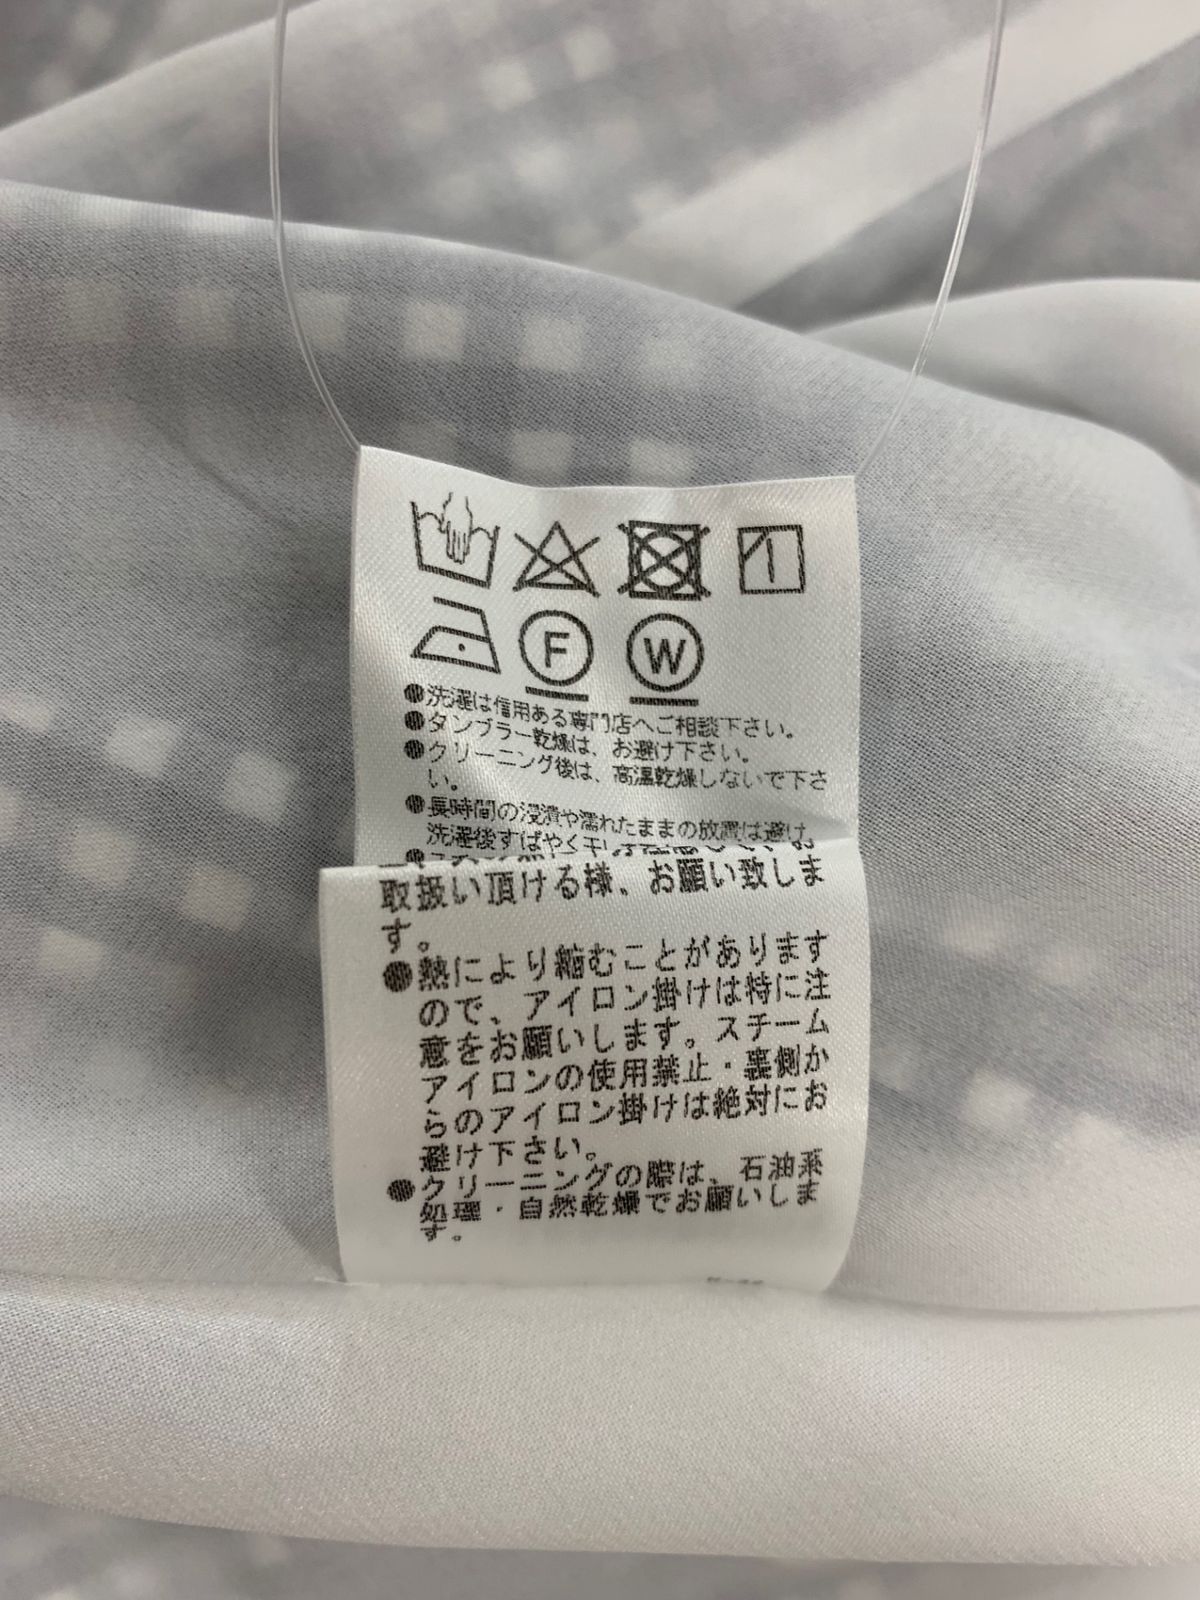 F W
●洗濯は信用ある専門店へご相談下さい。
●タンブラー乾燥は、お避け下さい。
●クリーニング後は、高温乾燥しないで下さ
い。
●長時間の浸漬や濡れたままの放置は避け、
洗濯後すばやく干し
取扱い頂ける様、お願い致しま
す。
●熱により縮むことがあります
ので、アイロン掛けは特に注
意をお願いします。スチーム
アイロンの使用禁止・裏側か
らのアイロン掛けは絶対にお
避け下さい。
●クリーニングの際は、石油系
処理・自然乾燥でお願いしま
す。